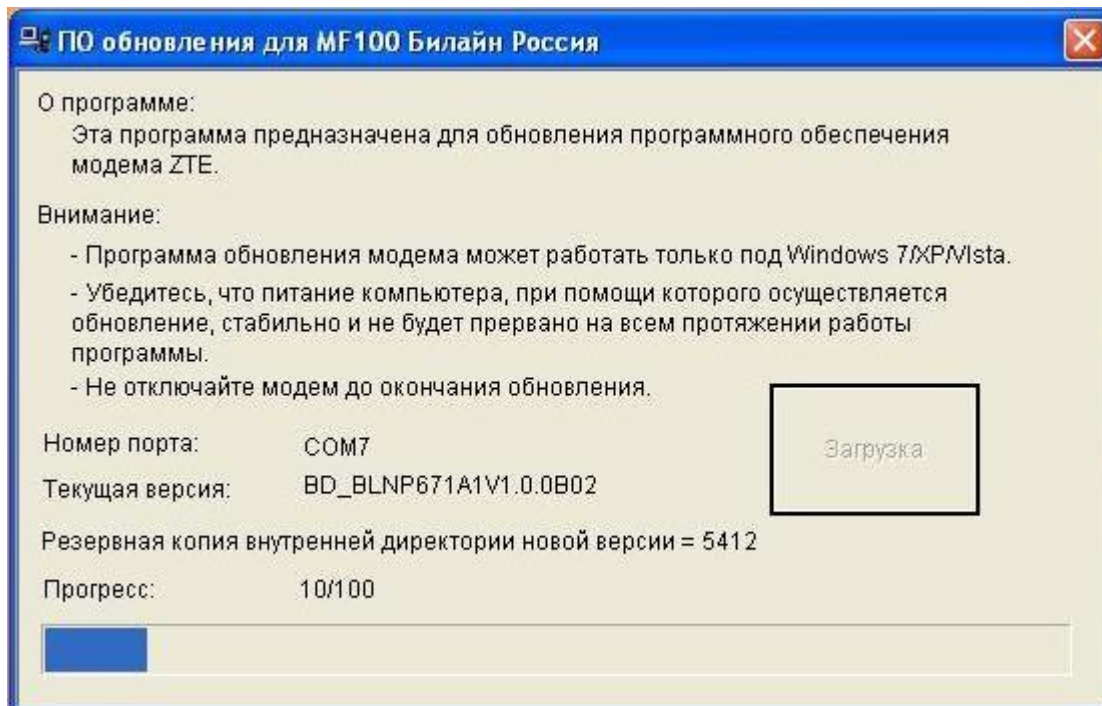 ПО обновления для MF100 Билайн Россия
О программе:
Эта программа предназначена для обновления программного обеспечения
модема ZTE.
Внимание:
- Программа обновления модема может работать только под Windows 7/XP/VIsta.
- Убедитесь, что питание компьютера, при помощи которого осуществляется
обновление, стабильно и не будет прервано на всем протяжении работы
программы.
- Не отключайте модем до окончания обновления.
Номер порта: COM7
Загрузка
Текущая версия: BD_BLNP671A1V1.0.0B02
Резервная копия внутренней директории новой версии = 5412
Прогресс: 10/100